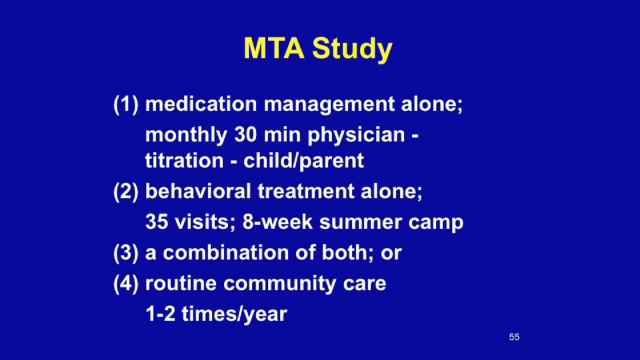 MTA Study
(1) medication management alone;
monthly 30 min physician -
titration - child/parent
(2) behavioral treatment alone;
35 visits; 8-week summer camp
(3) a combination of both; or
(4) routine community care
1-2 times/year
55